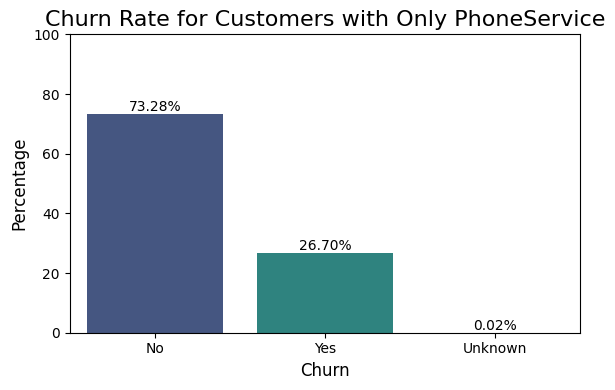 Churn Rate for Customers with Only PhoneService
100
80
60
40
20
0
Percentage
73.28%
26.70%
0.02%
No
Yes
Unknown
Churn